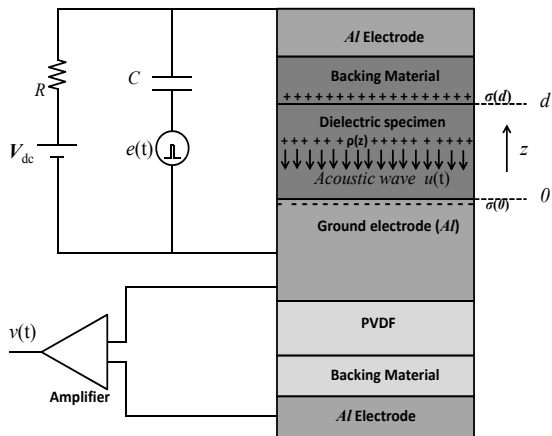 Al Electrode
Backing Material
+ + + + + + + + + + + + + + + + +
σ(d)
d
Dielectric specimen
+ + + + ρ(z) + + + + + + + + +
Acoustic wave u(t)
z
0
σ(0)
Ground electrode (Al)
PVDF
Backing Material
Al Electrode
R
C
Vdc
e(t)
v(t)
Amplifier